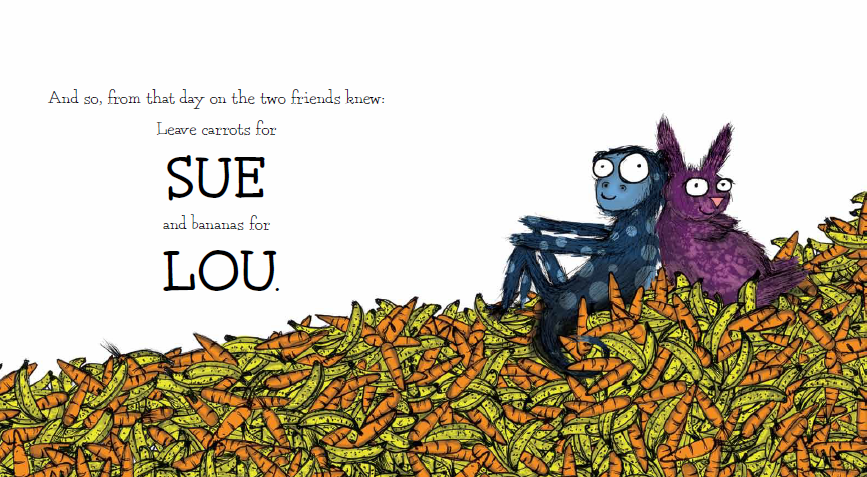 And so, from that day on the two friends knew:
Leave carrots for
SUE
and bananas for
LOU.